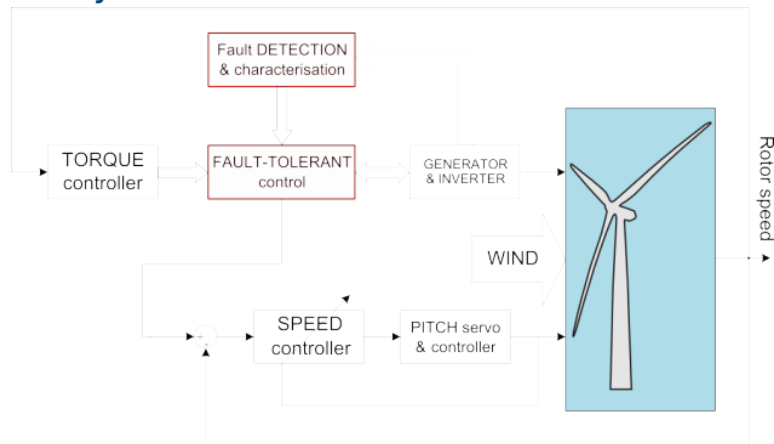 Fault DETECTION
& characterisation
TORQUE
controller
FAULT-TOLERANT
control
GENERATOR
& INVERTER
Rotor speed
WIND
SPEED
controller
PITCH servo
& controller